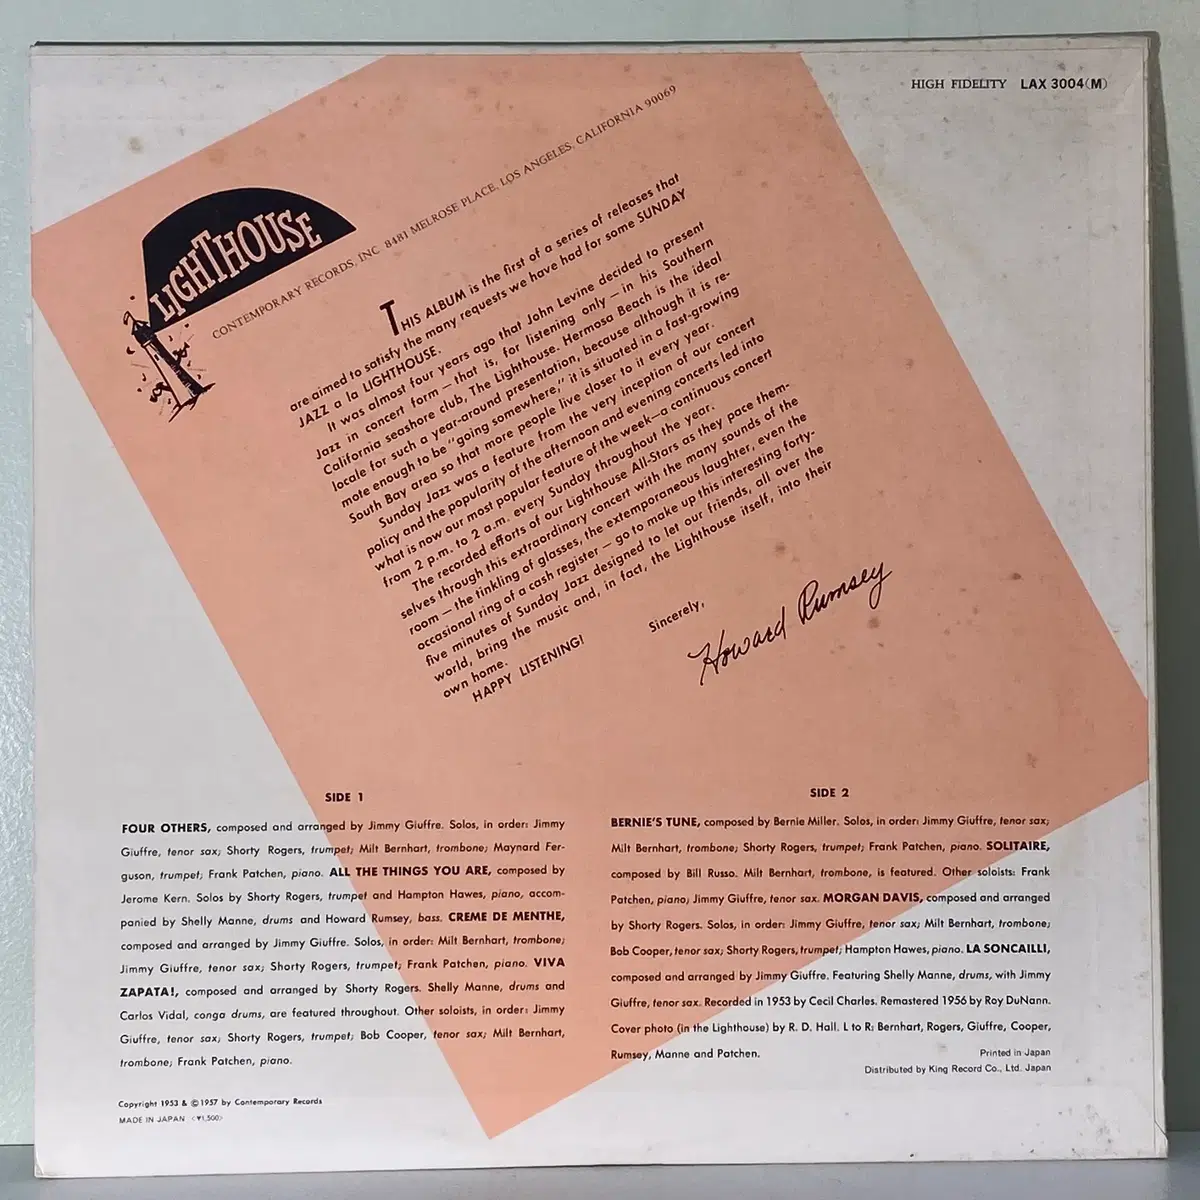 HIGH FIDELITY LAX 3004(M)
LIGHTHOUSE
CONTEMPORARY RECORDS, INC. 8481 MELROSE PLACE, LOS ANGELES, CALIFORNIA 90069
THIS ALBUM is the first of a series of releases that
are aimed to satisfy the many requests we have had for some SUNDAY
JAZZ a la LIGHTHOUSE.
It was almost four years ago that John Levine decided to present
Jazz in concert form — that is, for listening only — in his Southern
California seashore club, The Lighthouse. Hermosa Beach is the ideal
locale for such a year-around presentation, because although it is re-
mote enough to be "going somewhere," it is situated in a fast-growing
South Bay area so that more people live closer to it every year.
Sunday Jazz was a feature from the very inception of our concert
policy and the popularity of the afternoon and evening concerts led into
what is now our most popular feature of the week—a continuous concert
from 2 p.m. to 2 a.m. every Sunday throughout the year.
The recorded efforts of our Lighthouse All-Stars as they pace them-
selves through this extraordinary concert with the many sounds of the
room — the tinkling of glasses, the extemporaneous laughter, even the
occasional ring of a cash register — go to make up this interesting forty-
five minutes of Sunday Jazz designed to let our friends, all over the
world, bring the music and, in fact, the Lighthouse itself, into their
own home.
HAPPY LISTENING!
Sincerely,
Howard Rumsey
SIDE 1
FOUR OTHERS, composed and arranged by Jimmy Giuffre. Solos, in order: Jimmy
Giuffre, tenor sax; Shorty Rogers, trumpet; Milt Bernhart, trombone; Maynard Fer-
guson, trumpet; Frank Patchen, piano. ALL THE THINGS YOU ARE, composed by
Jerome Kern. Solos by Shorty Rogers, trumpet and Hampton Hawes, piano, accom-
panied by Shelly Manne, drums and Howard Rumsey, bass. CREME DE MENTHE,
composed and arranged by Jimmy Giuffre. Solos, in order: Milt Bernhart, trombone;
Jimmy Giuffre, tenor sax; Shorty Rogers, trumpet; Frank Patchen, piano. VIVA
ZAPATA!, composed and arranged by Shorty Rogers. Shelly Manne, drums and
Carlos Vidal, conga drums, are featured throughout. Other soloists, in order: Jimmy
Giuffre, tenor sax; Shorty Rogers, trumpet; Bob Cooper, tenor sax; Milt Bernhart,
trombone; Frank Patchen, piano.
SIDE 2
BERNIE'S TUNE, composed by Bernie Miller. Solos, in order: Jimmy Giuffre, tenor sax;
Milt Bernhart, trombone; Shorty Rogers, trumpet; Frank Patchen, piano. SOLITAIRE,
composed by Bill Russo. Milt Bernhart, trombone, is featured. Other soloists: Frank
Patchen, piano; Jimmy Giuffre, tenor sax. MORGAN DAVIS, composed and arranged
by Shorty Rogers. Solos, in order: Jimmy Giuffre, tenor sax; Milt Bernhart, trombone;
Bob Cooper, tenor sax; Shorty Rogers, trumpet; Hampton Hawes, piano. LA SONCAILLI,
composed and arranged by Jimmy Giuffre. Featuring Shelly Manne, drums, with Jimmy
Giuffre, tenor sax. Recorded in 1953 by Cecil Charles. Remastered 1956 by Roy DuNann.
Cover photo (in the Lighthouse) by R. D. Hall. L to R: Bernhart, Rogers, Giuffre, Cooper,
Rumsey, Manne and Patchen.
Printed in Japan
Distributed by King Record Co., Ltd. Japan
Copyright 1953 & ©1957 by Contemporary Records
MADE IN JAPAN <¥1,500>